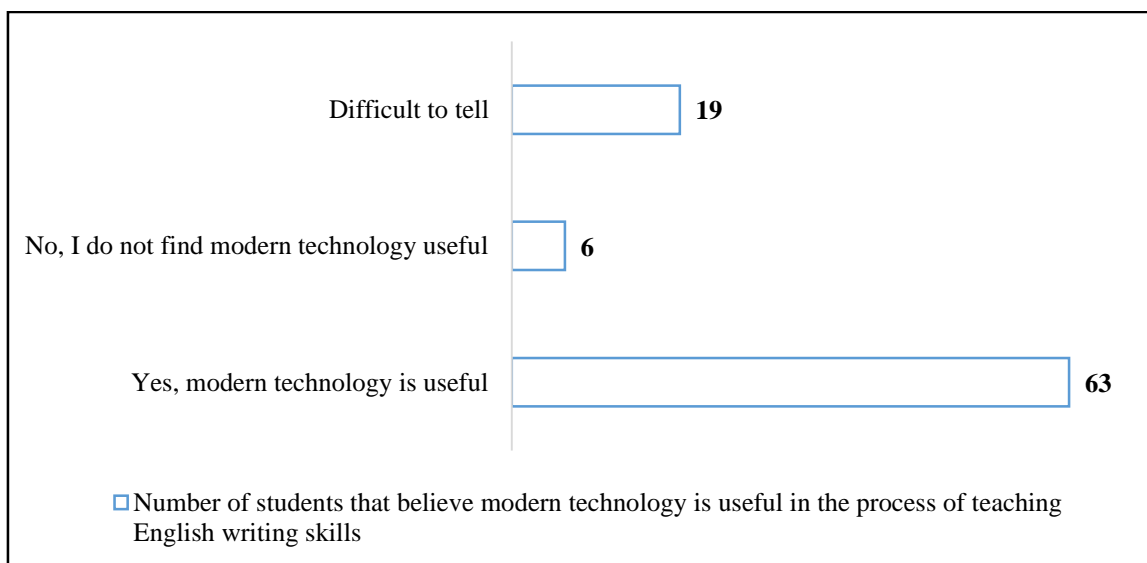 Difficult to tell
19
No, I do not find modern technology useful
6
Yes, modern technology is useful
63
Number of students that believe modern technology is useful in the process of teaching
English writing skills